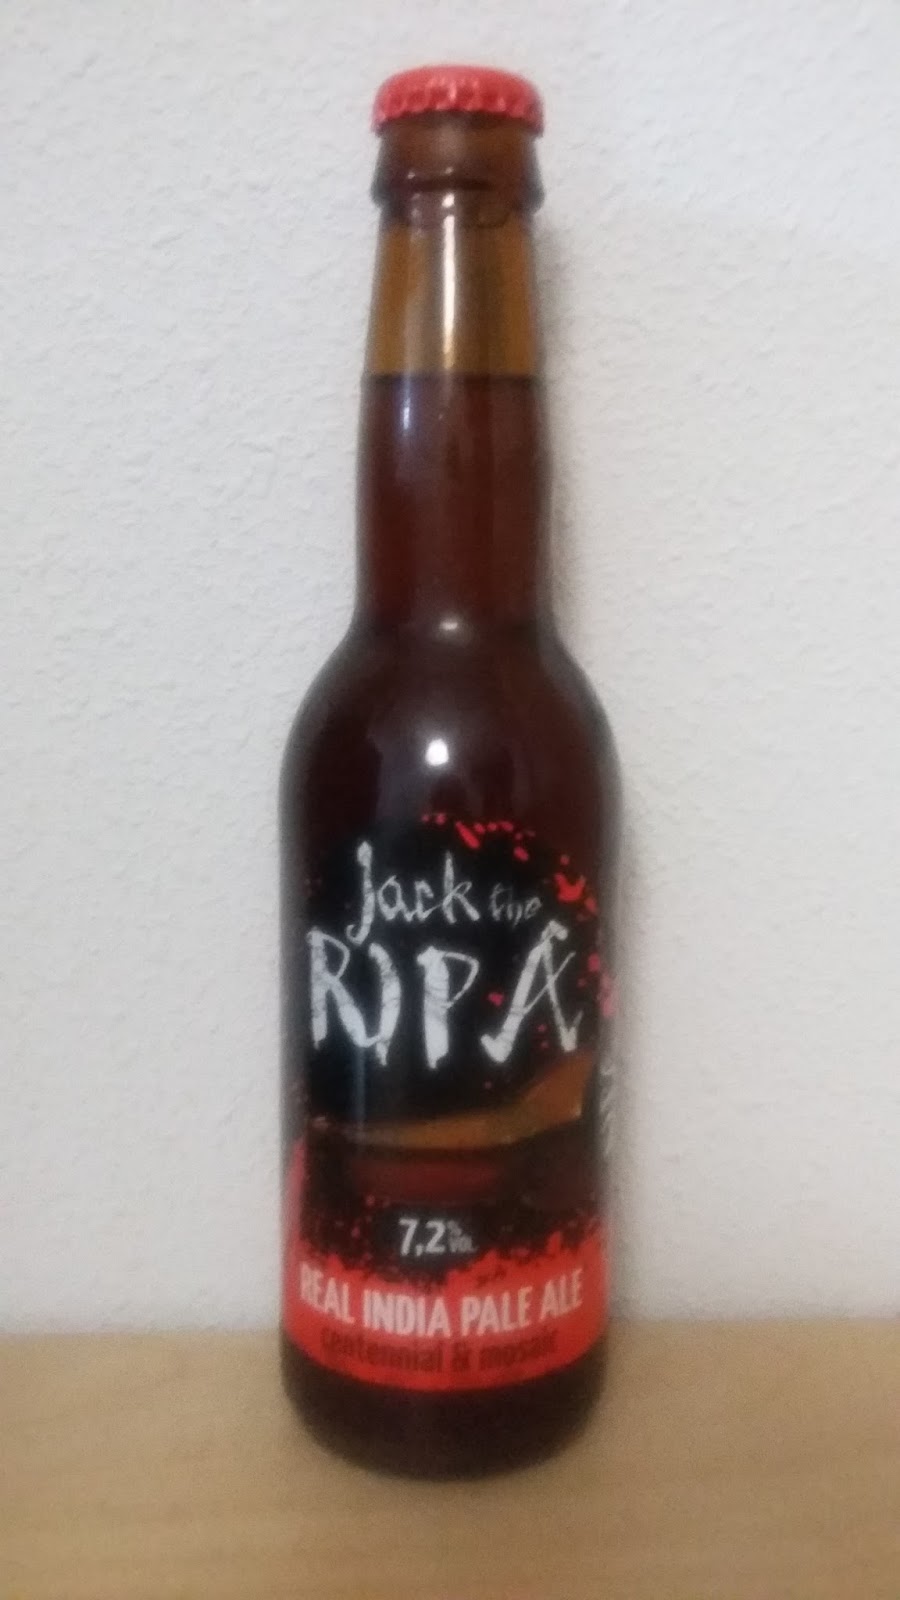 Jack the
RIPA
7,2% VOL.
REAL INDIA PALE ALE
centennial & mosaic